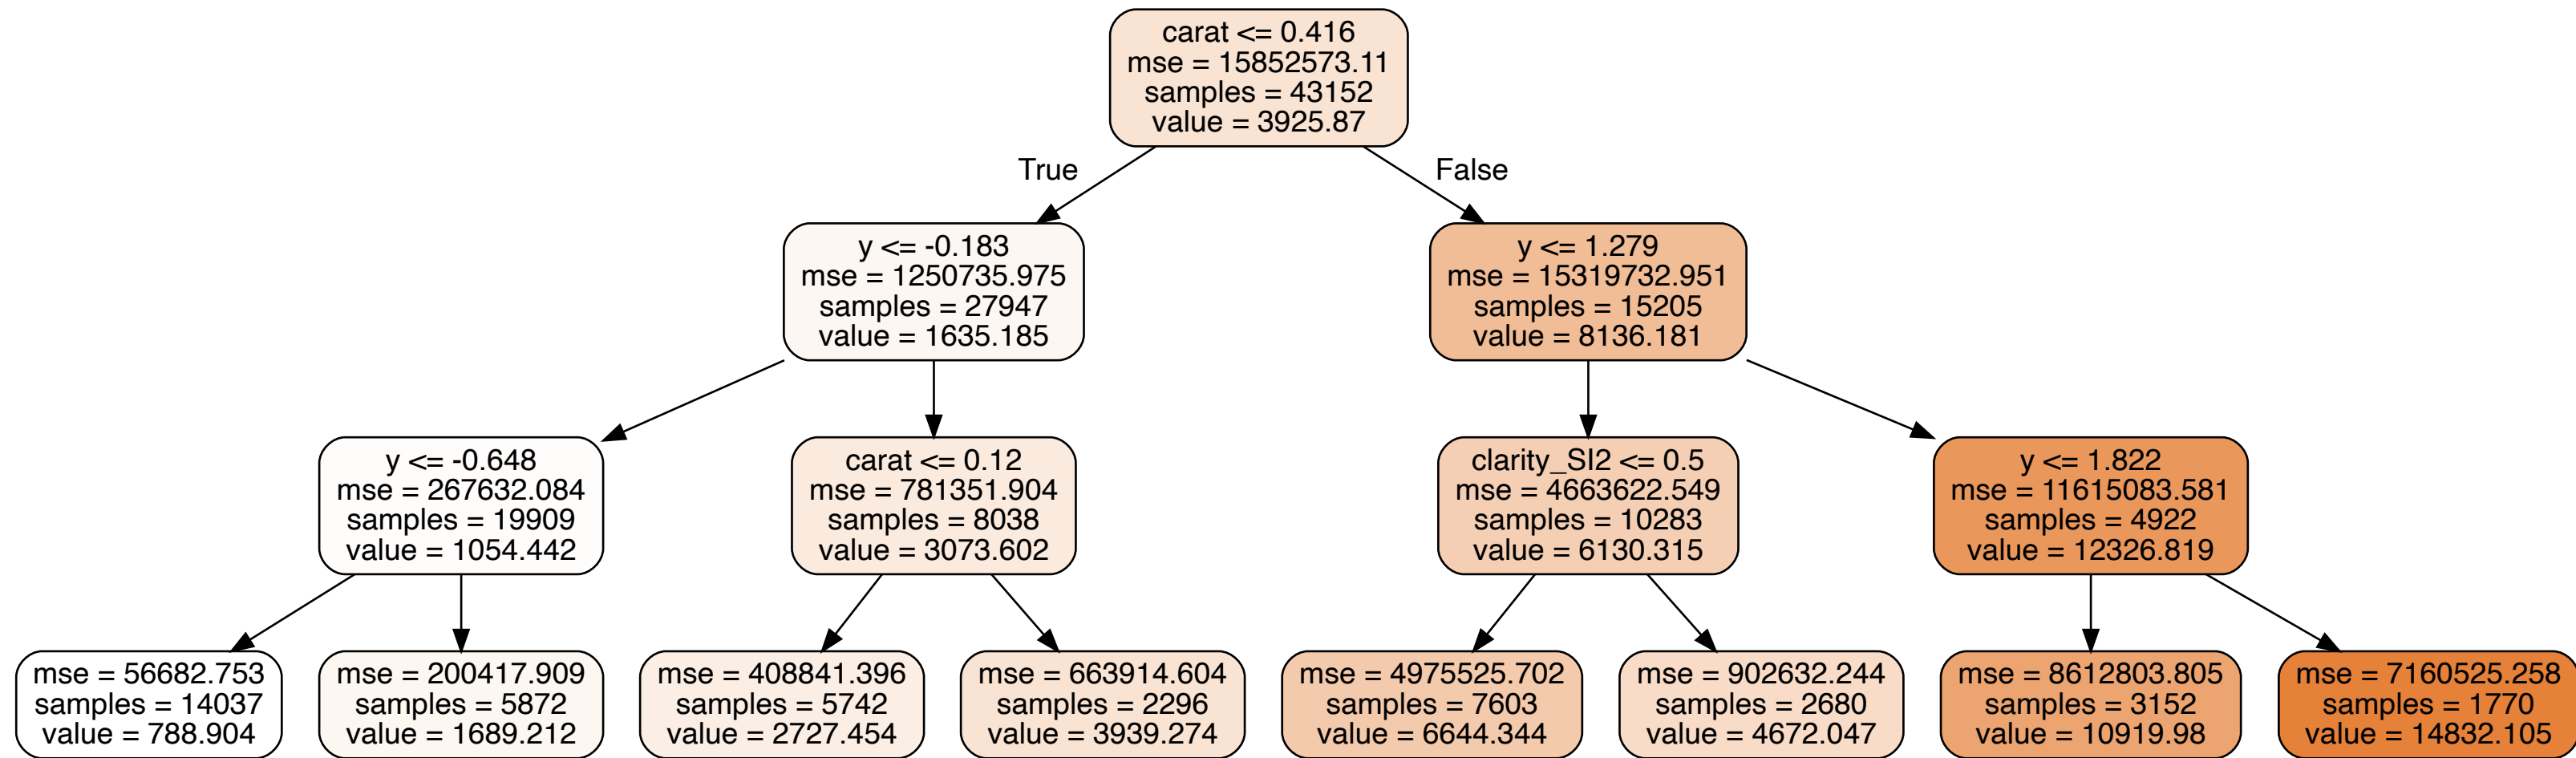 carat <= 0.416
mse = 15852573.11
samples = 43152
value = 3925.87
True
False
y <= -0.183
mse = 1250735.975
samples = 27947
value = 1635.185
y <= 1.279
mse = 15319732.951
samples = 15205
value = 8136.181
y <= -0.648
mse = 267632.084
samples = 19909
value = 1054.442
carat <= 0.12
mse = 781351.904
samples = 8038
value = 3073.602
clarity_SI2 <= 0.5
mse = 4663622.549
samples = 10283
value = 6130.315
y <= 1.822
mse = 11615083.581
samples = 4922
value = 12326.819
mse = 56682.753
samples = 14037
value = 788.904
mse = 200417.909
samples = 5872
value = 1689.212
mse = 408841.396
samples = 5742
value = 2727.454
mse = 663914.604
samples = 2296
value = 3939.274
mse = 4975525.702
samples = 7603
value = 6644.344
mse = 902632.244
samples = 2680
value = 4672.047
mse = 8612803.805
samples = 3152
value = 10919.98
mse = 7160525.258
samples = 1770
value = 14832.105